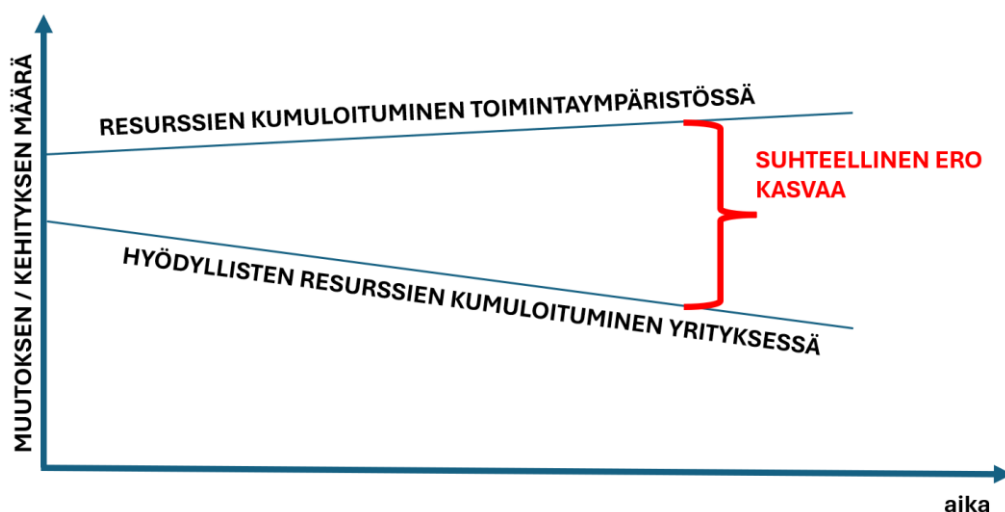 MUUTOKSEN / KEHITYKSEN MÄÄRÄ
RESURSSIEN KUMULOITUMINEN TOIMINTAYMPÄRISTÖSSÄ
SUHTEELLINEN ERO
KASVAA
HYÖDYLLISTEN RESURSSIEN KUMULOITUMINEN YRITYKSESSÄ
aika